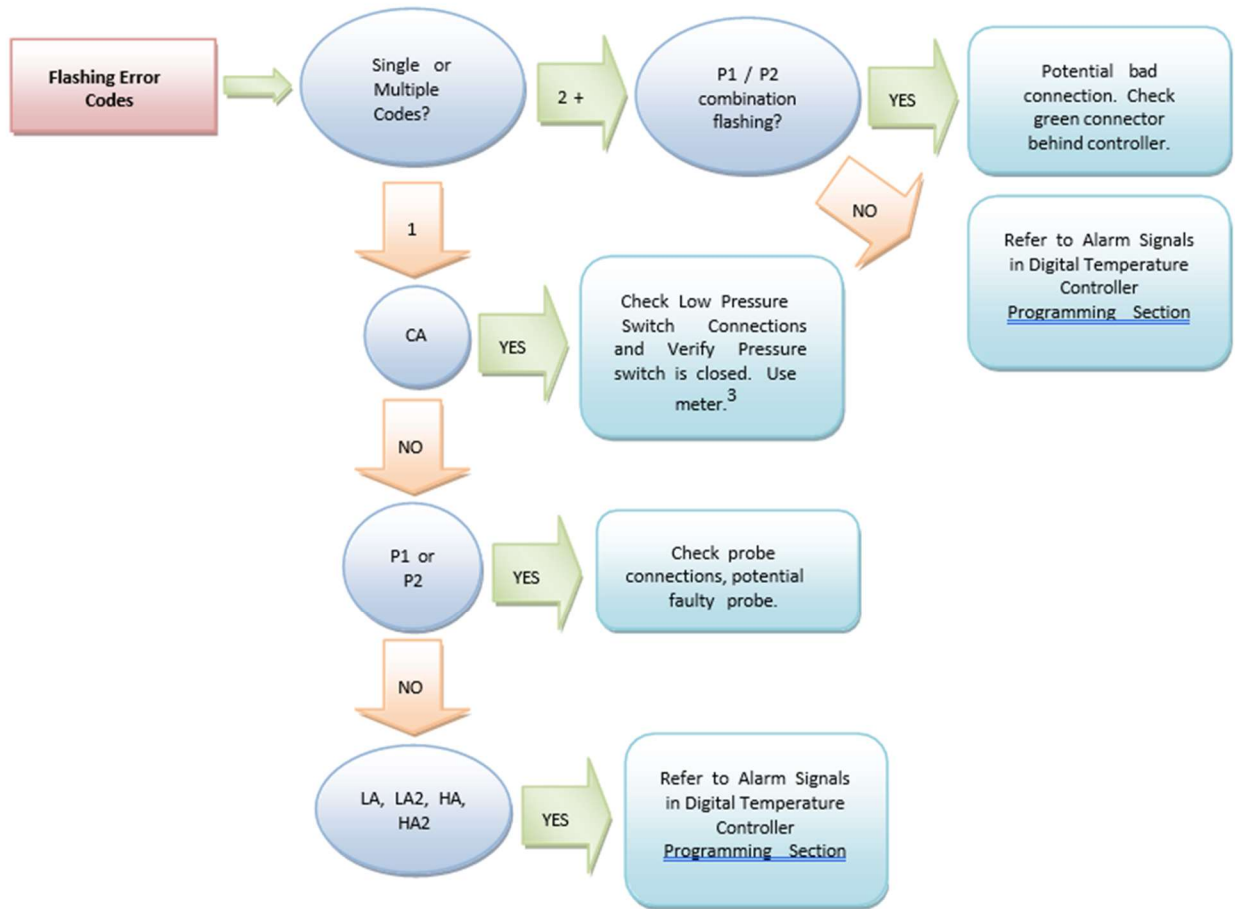 Flashing Error
Codes
Single or
Multiple
Codes?
2 +
P1 / P2
combination
flashing?
YES
Potential bad
connection. Check
green connector
behind controller.
NO
Refer to Alarm Signals
in Digital Temperature
Controller
Programming Section
1
CA
YES
Check Low Pressure
Switch Connections
and Verify Pressure
switch is closed. Use
meter.3
NO
P1 or
P2
YES
Check probe
connections, potential
faulty probe.
NO
LA, LA2, HA,
HA2
YES
Refer to Alarm Signals
in Digital Temperature
Controller
Programming Section